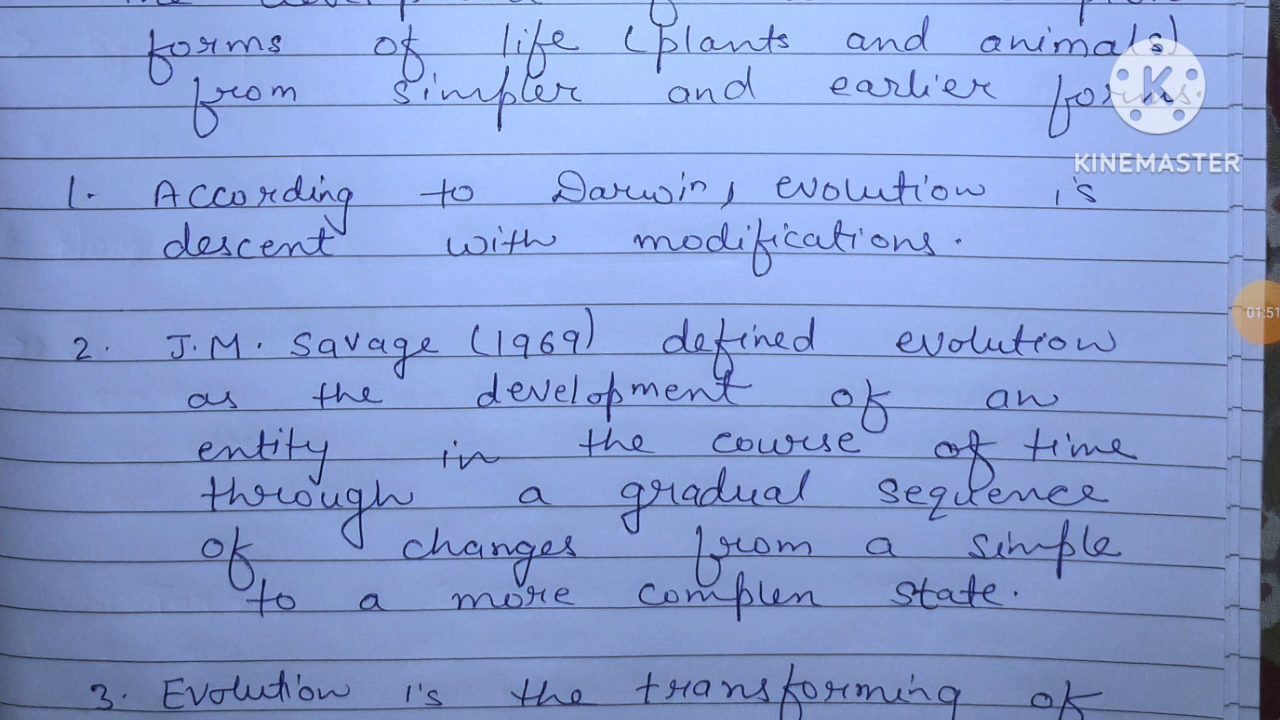 forms of life (plants and animals)
from simpler and earlier forms.
1. According to Darwin, evolution is
descent with modifications.
2. J.M. Savage (1969) defined evolution
as the development of an
entity in the course of time
through a gradual sequence
of changes from a simple
to a more complex state.
3. Evolution is the transforming of
K
KINEMASTER
01:51